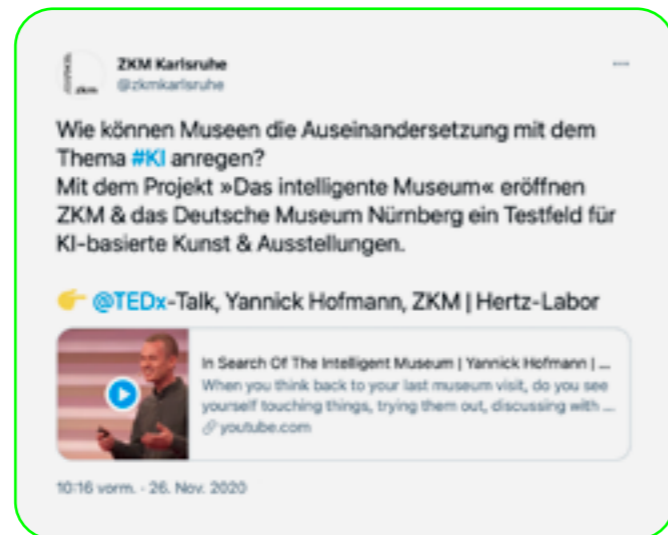 ZKM Karlsruhe
@zkmkarlsruhe
Wie können Museen die Auseinandersetzung mit dem
Thema #KI anregen?
Mit dem Projekt »Das intelligente Museum« eröffnen
ZKM & das Deutsche Museum Nürnberg ein Testfeld für
KI-basierte Kunst & Ausstellungen.
👉 @TEDx-Talk, Yannick Hofmann, ZKM | Hertz-Labor
In Search Of The Intelligent Museum | Yannick Hofmann | ...
When you think back to your last museum visit, do you see
yourself touching things, trying them out, discussing with ...
youtube.com
10:16 vorm. · 26. Nov. 2020